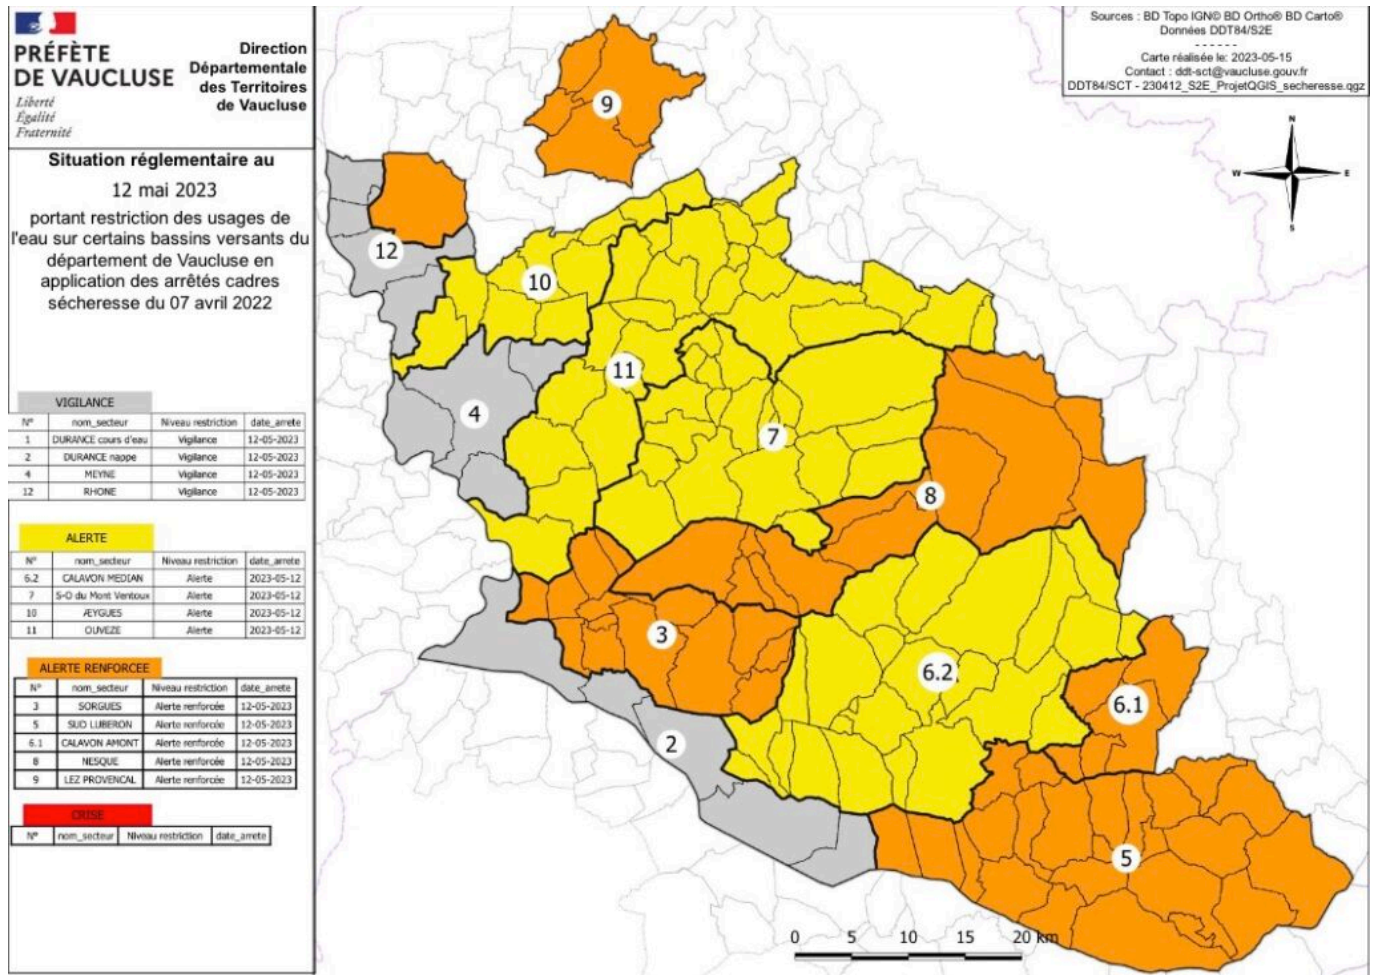 PRÉFÈTE
DE VAUCLUSE
Liberté
Égalité
Fraternité
Direction
Départementale
des Territoires
de Vaucluse
Situation réglementaire au
12 mai 2023
portant restriction des usages de
l'eau sur certains bassins versants du
département de Vaucluse en
application des arrêtés cadres
sécheresse du 07 avril 2022
VIGILANCE
N° nom_secteur Niveau restriction date_arrete
1 DURANCE cours d'eau Vigilance 12-05-2023
2 DURANCE nappe Vigilance 12-05-2023
4 MEYNE Vigilance 12-05-2023
12 RHONE Vigilance 12-05-2023
ALERTE
N° nom_secteur Niveau restriction date_arrete
6.2 CALAVON MEDIAN Alerte 2023-05-12
7 S-O du Mont Ventoux Alerte 2023-05-12
10 ÆYGUES Alerte 2023-05-12
11 OUVEZE Alerte 2023-05-12
ALERTE RENFORCEE
N° nom_secteur Niveau restriction date_arrete
3 SORGUES Alerte renforcée 12-05-2023
5 SUD LUBERON Alerte renforcée 12-05-2023
6.1 CALAVON AMONT Alerte renforcée 12-05-2023
8 NESQUE Alerte renforcée 12-05-2023
9 LEZ PROVENCAL Alerte renforcée 12-05-2023
CRISE
N° nom_secteur Niveau restriction date_arrete
Sources : BD Topo IGN© BD Ortho® BD Carto®
Données DDT84/S2E
- - - - - -
Carte réalisée le: 2023-05-15
Contact : ddt-sct@vaucluse.gouv.fr
DDT84/SCT - 230412_S2E_ProjetQGIS_secheresse.qgz
N
W E
S
9
12
10
11
4
7
8
3
6.2
6.1
2
5
0 5 10 15 20 km